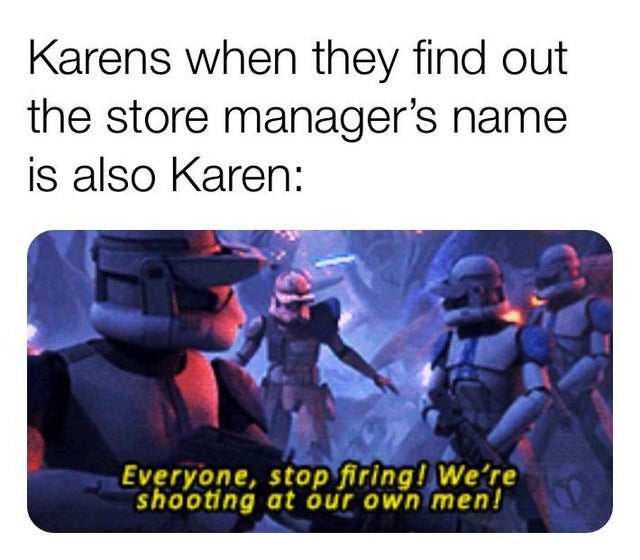 Karens when they find out
the store manager’s name
is also Karen:
Everyone, stop firing! We're
shooting at our own men!